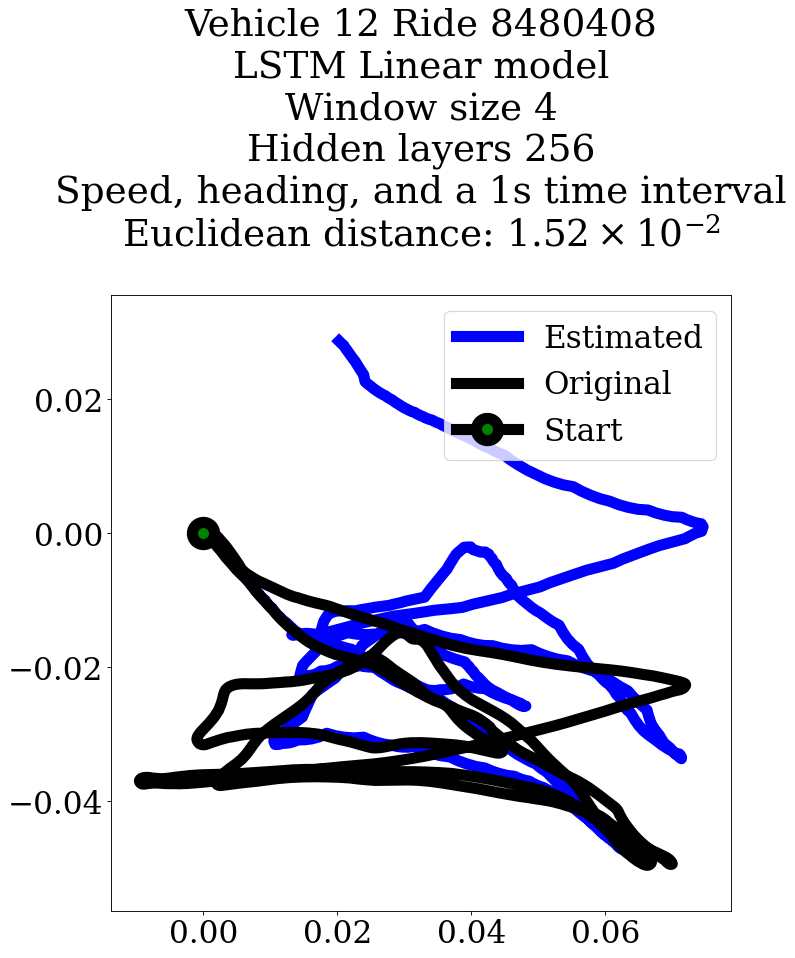 Vehicle 12 Ride 8480408
LSTM Linear model
Window size 4
Hidden layers 256
Speed, heading, and a 1s time interval
Euclidean distance: 1.52 × 10⁻²
Estimated
Original
Start
0.02
0.00
−0.02
−0.04
0.00 0.02 0.04 0.06